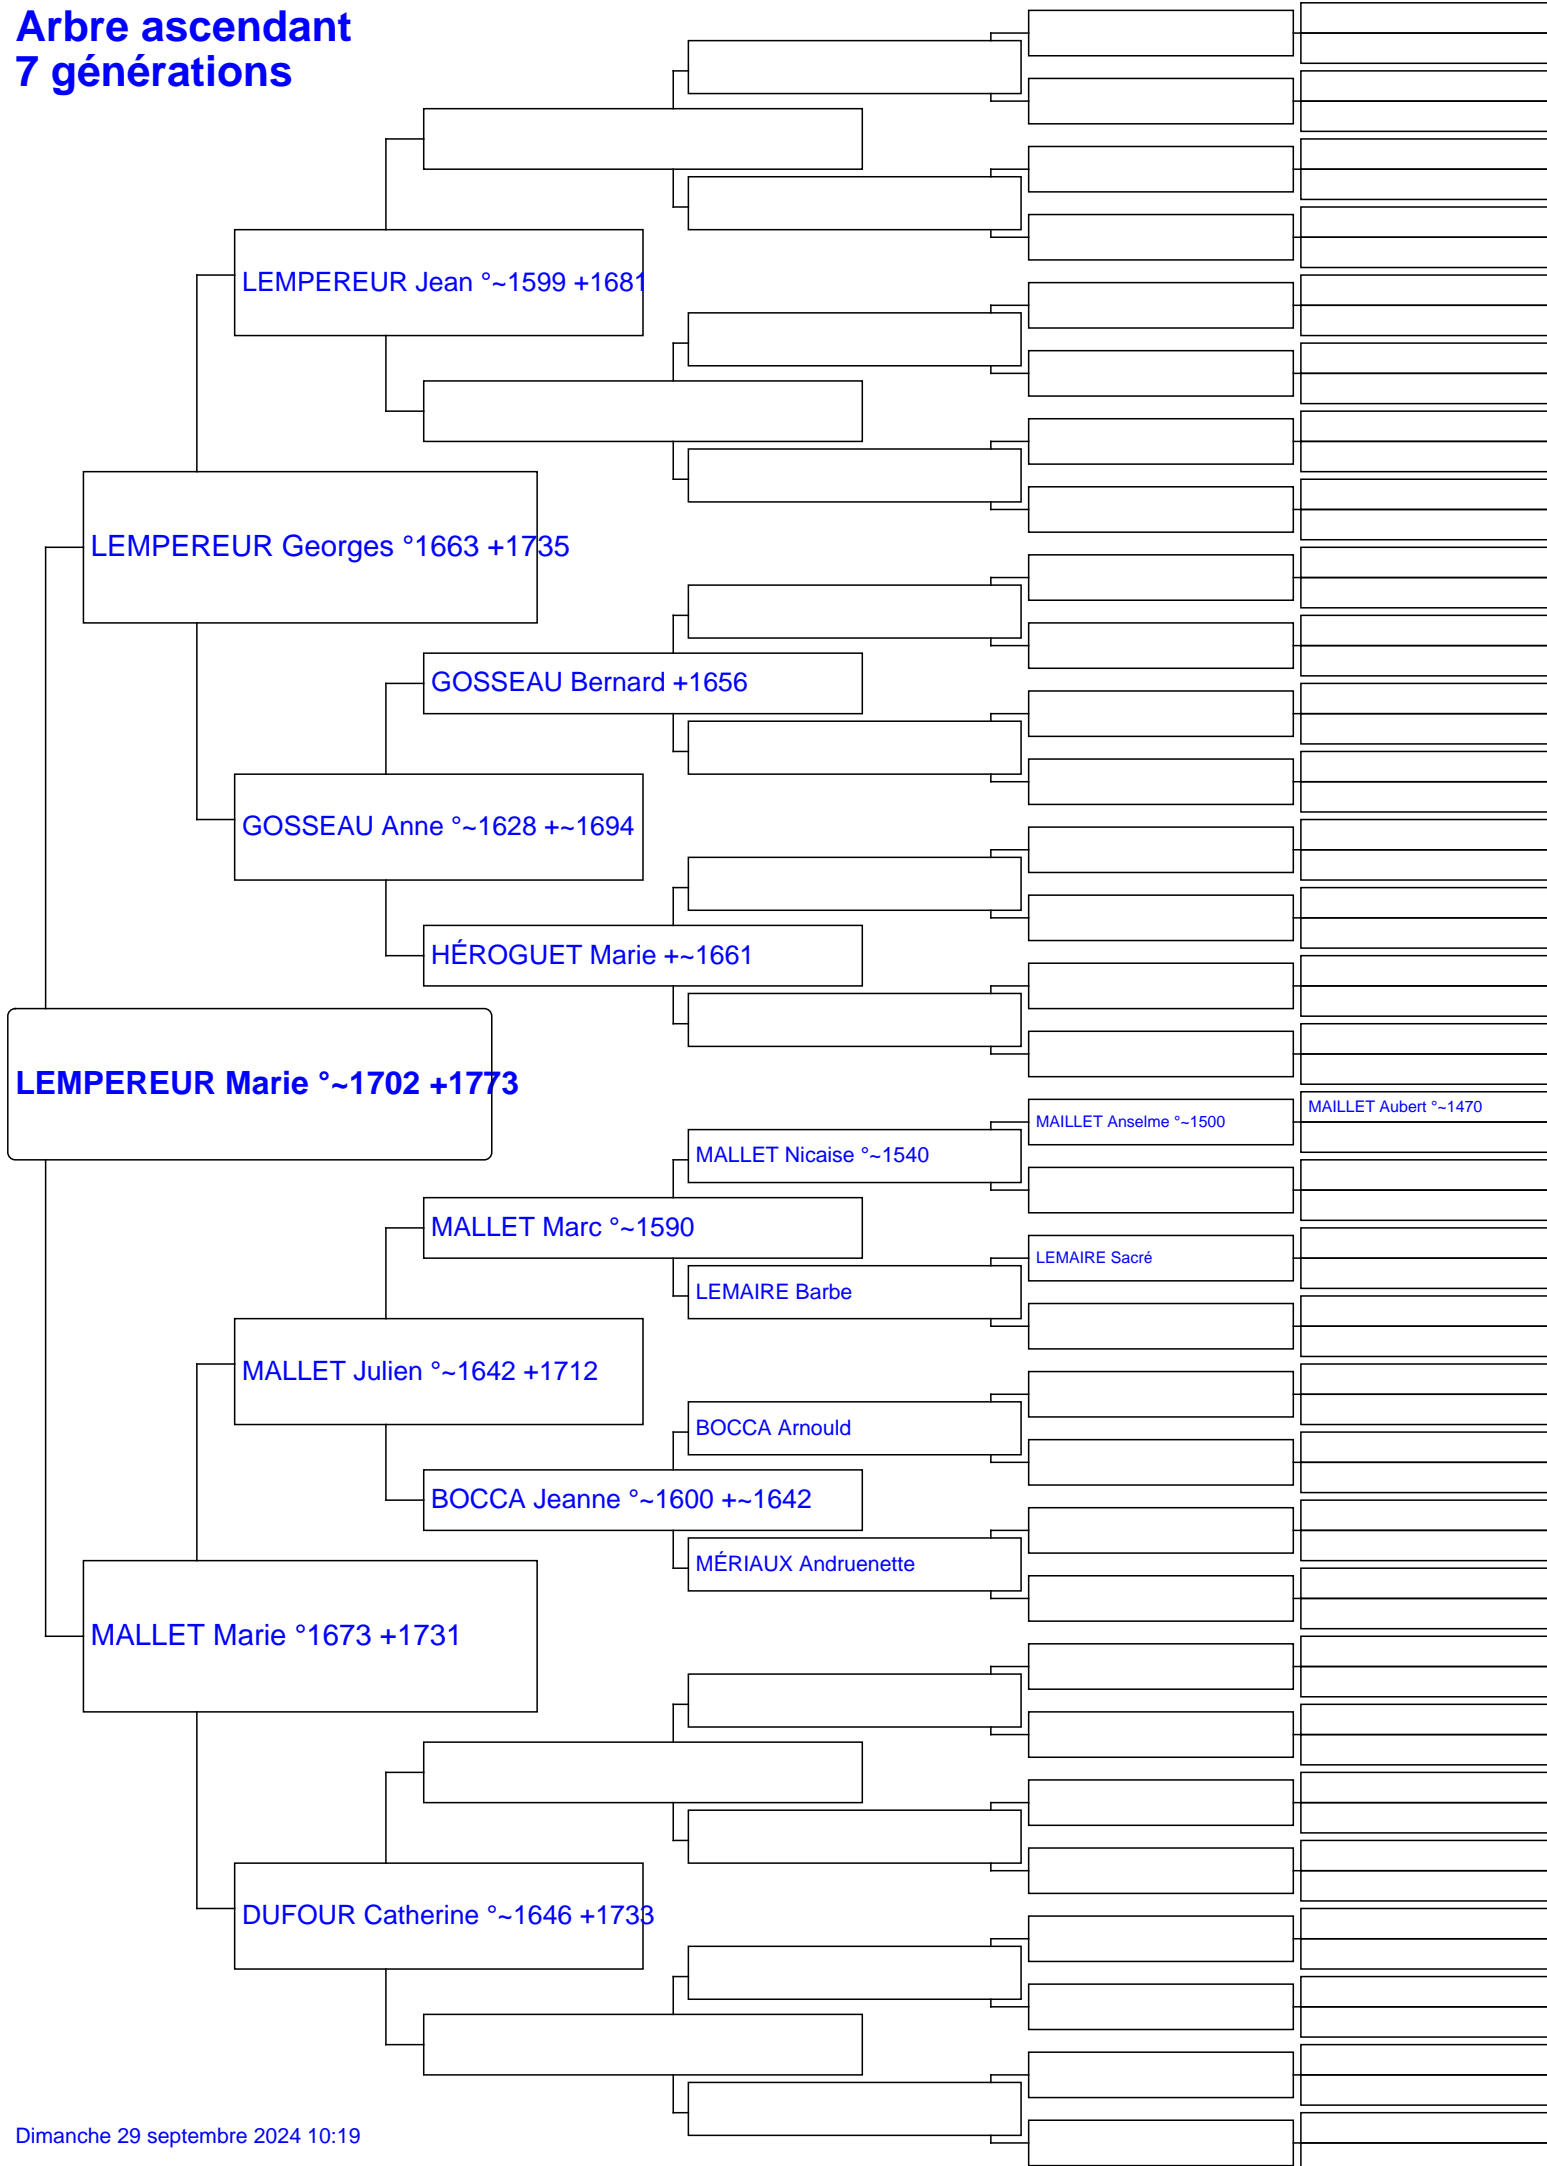 Arbre ascendant
7 générations
LEMPEREUR Jean °~1599 +1681
LEMPEREUR Georges °1663 +1735
GOSSEAU Bernard +1656
GOSSEAU Anne °~1628 +~1694
HÉROGUET Marie +~1661
LEMPEREUR Marie °~1702 +1773
MAILLET Aubert °~1470
MAILLET Anselme °~1500
MALLET Nicaise °~1540
MALLET Marc °~1590
LEMAIRE Sacré
LEMAIRE Barbe
MALLET Julien °~1642 +1712
BOCCA Arnould
BOCCA Jeanne °~1600 +~1642
MÉRIAUX Andruenette
MALLET Marie °1673 +1731
DUFOUR Catherine °~1646 +1733
Dimanche 29 septembre 2024 10:19